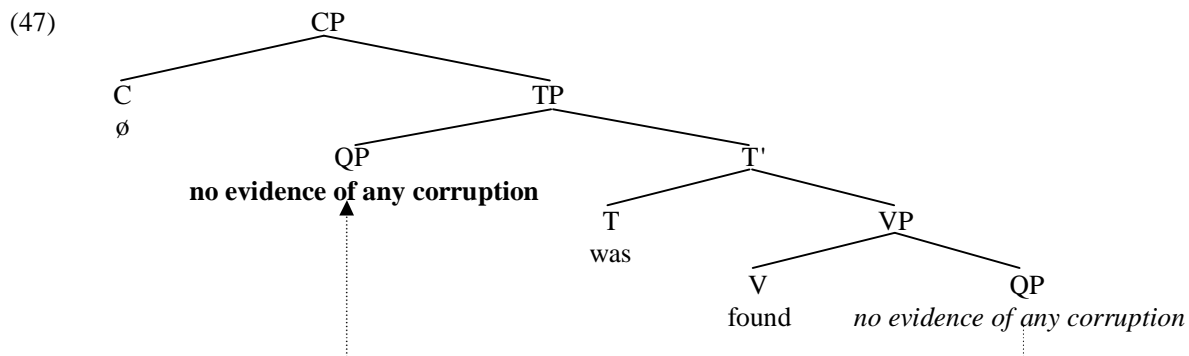 (47) CP
C TP
ø
QP T'
no evidence of any corruption T VP
was
V QP
found no evidence of any corruption